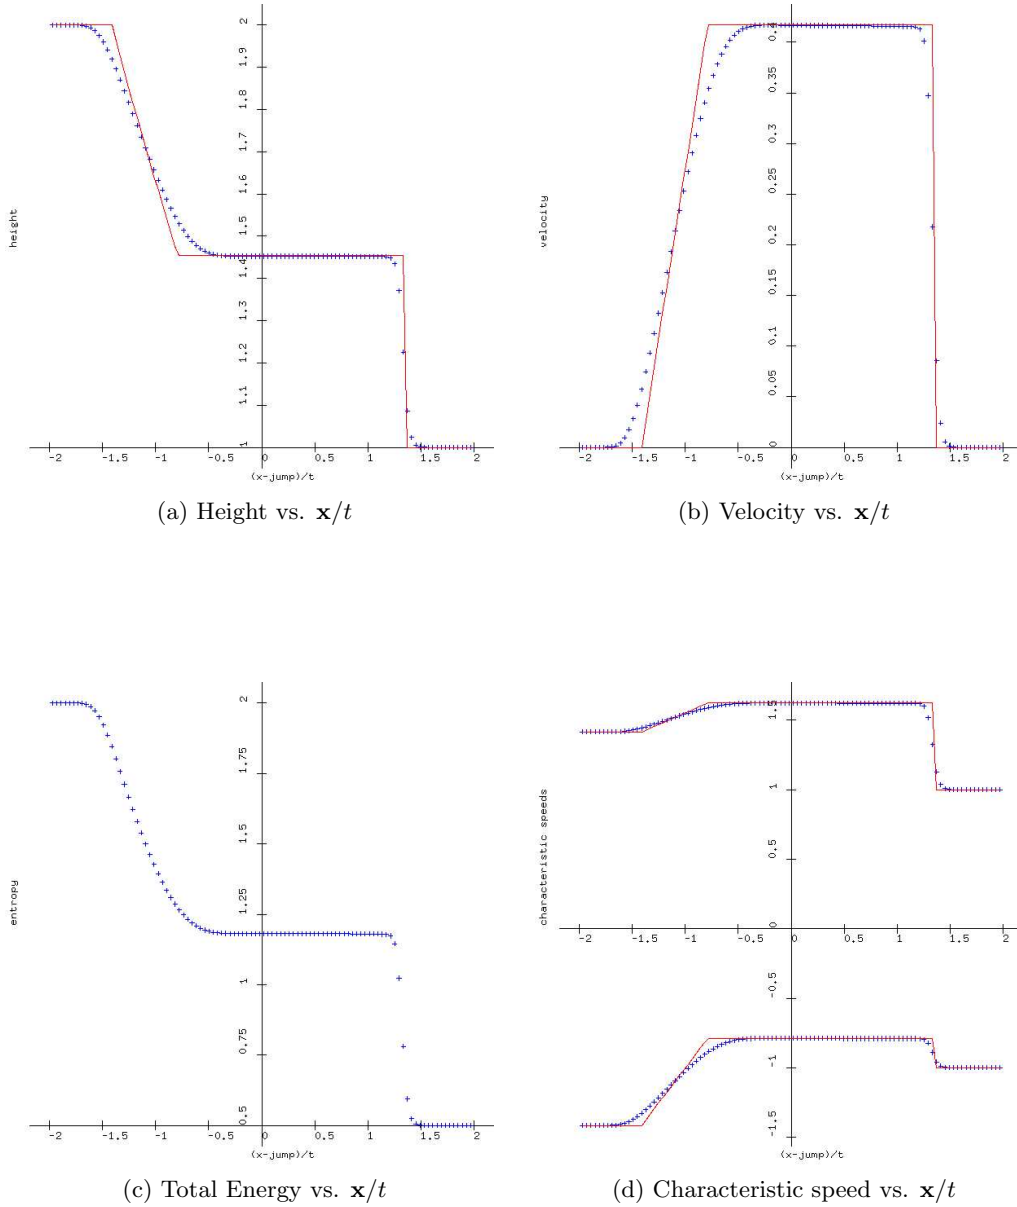 2
1.9
1.8
1.7
1.6
1.5
1.4
1.3
1.2
1.1
1
height
-2 -1.5 -1 -0.5 0 0.5 1 1.5 2
(x-jump)/t
(a) Height vs. x/t
0.4
0.35
0.3
0.25
0.2
0.15
0.1
0.05
0
velocity
-2 -1.5 -1 -0.5 0 0.5 1 1.5 2
(x-jump)/t
(b) Velocity vs. x/t
2
1.75
1.5
1.25
1
0.75
0.5
entropy
-2 -1.5 -1 -0.5 0 0.5 1 1.5 2
(x-jump)/t
(c) Total Energy vs. x/t
1.5
1
0.5
0
-0.5
-1
-1.5
characteristic speeds
-2 -1.5 -1 -0.5 0 0.5 1 1.5 2
(x-jump)/t
(d) Characteristic speed vs. x/t